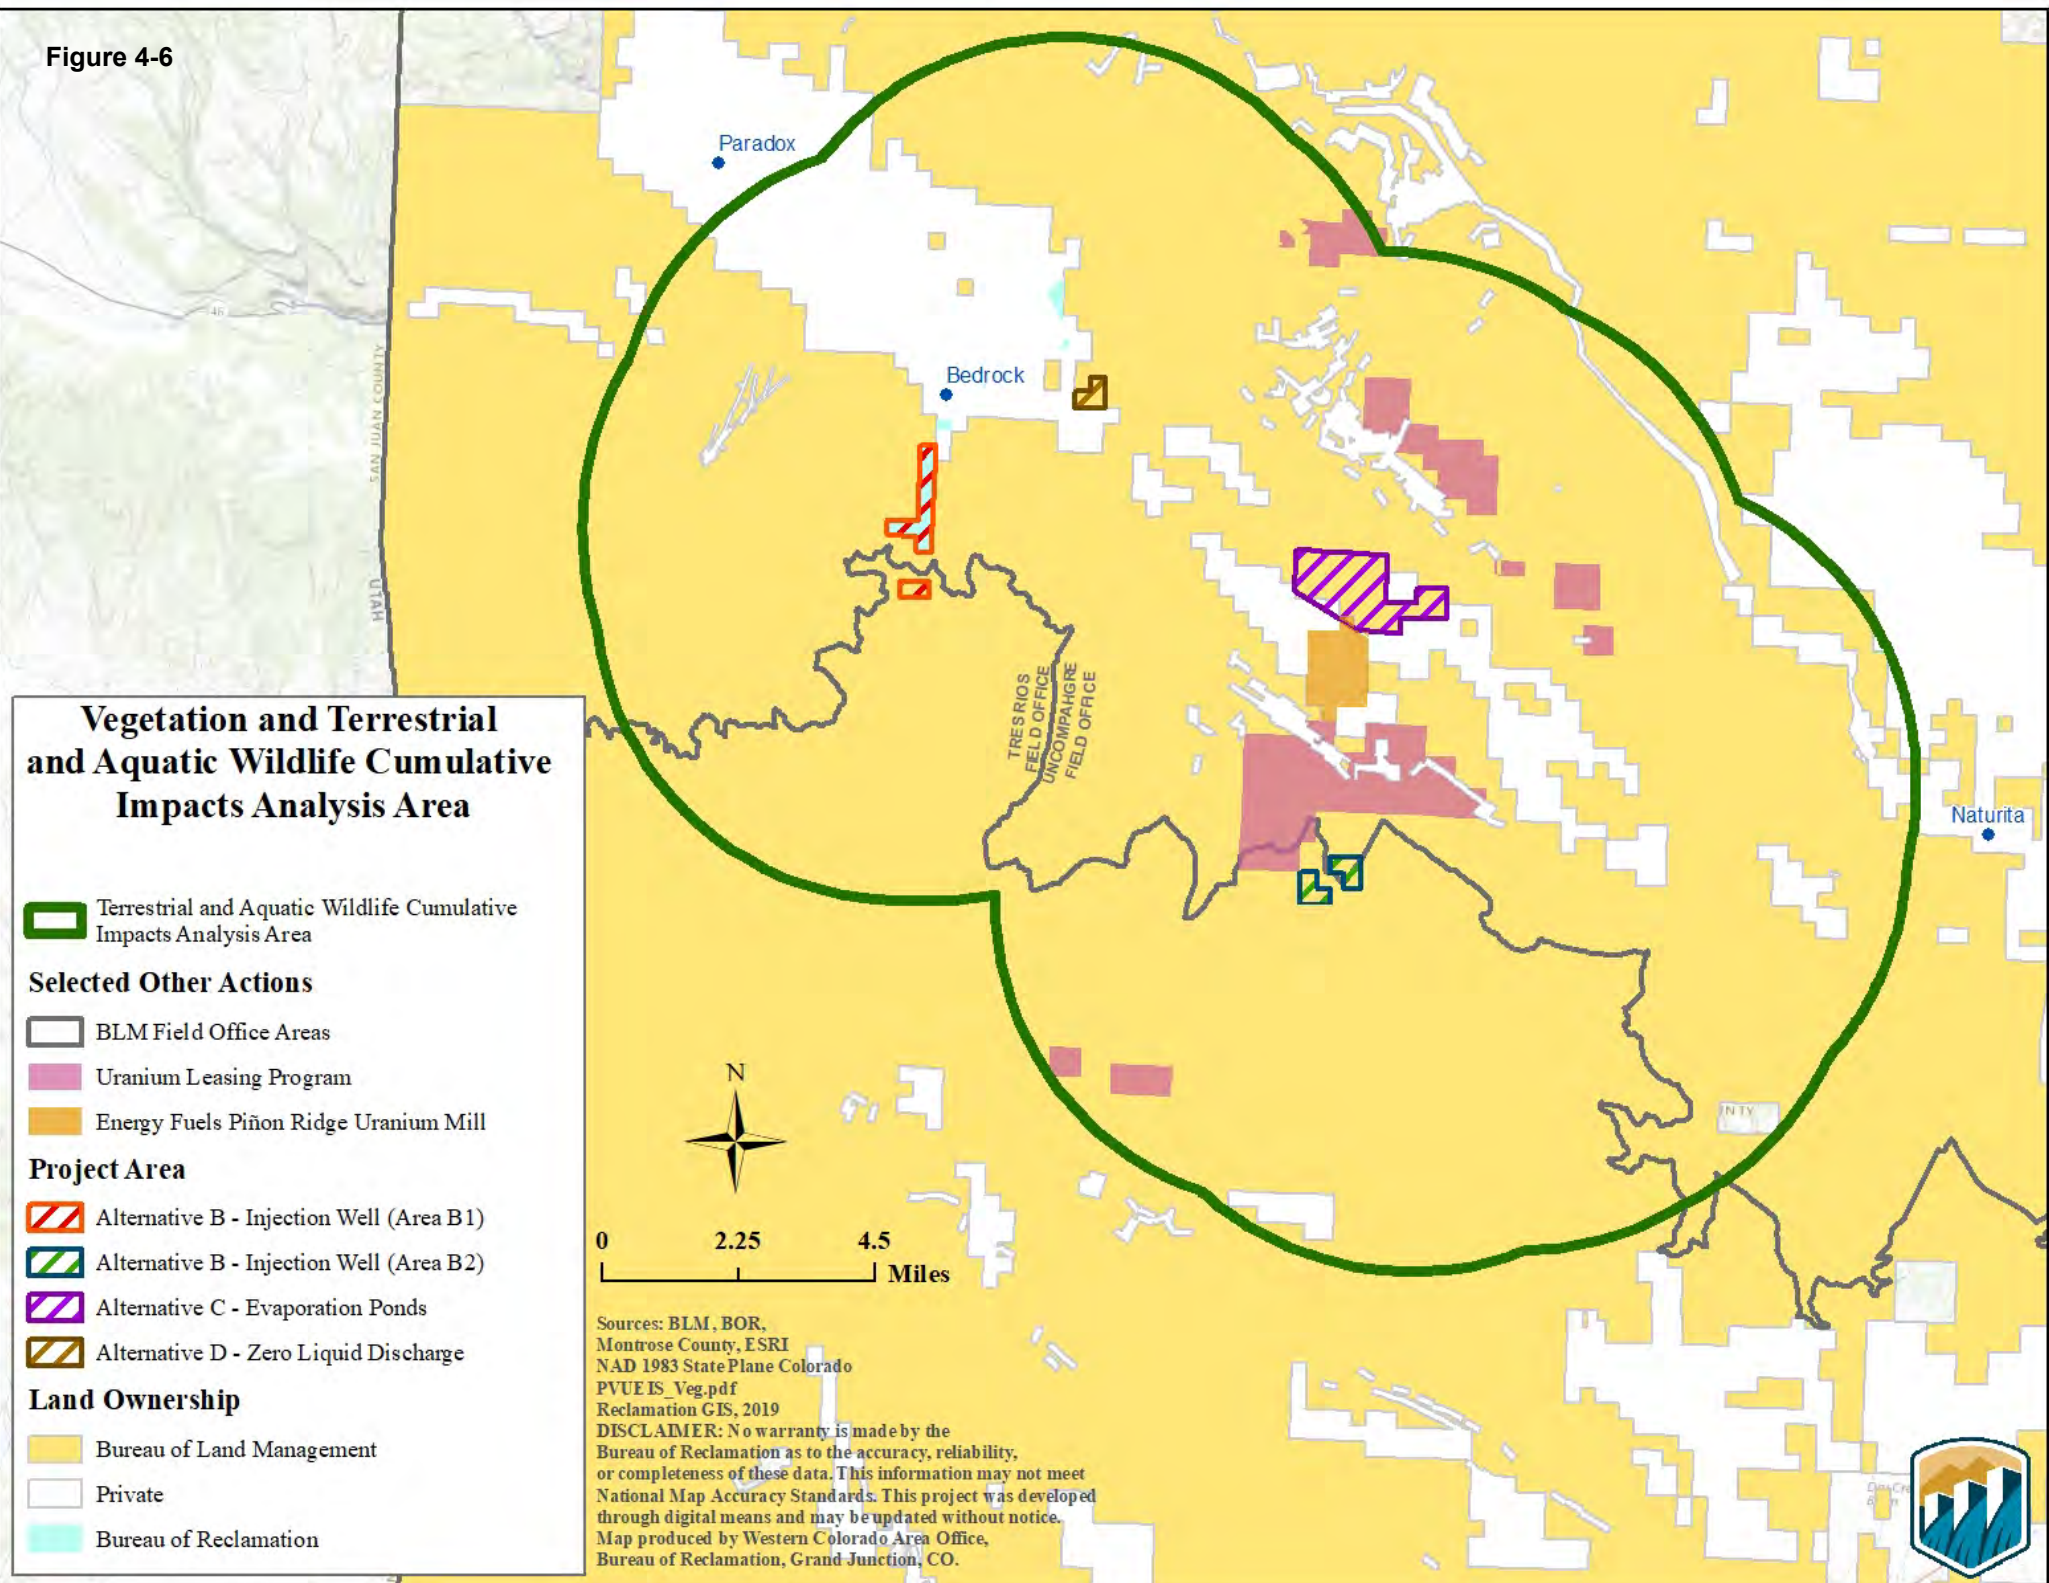 Figure 4-6
Paradox
46
Bedrock
SAN JUAN COUNTY
UTAH
TRES RIOS
FIELD OFFICE
UNCOMPAHGRE
FIELD OFFICE
Naturita
Vegetation and Terrestrial
and Aquatic Wildlife Cumulative
Impacts Analysis Area
Terrestrial and Aquatic Wildlife Cumulative
Impacts Analysis Area
Selected Other Actions
BLM Field Office Areas
Uranium Leasing Program
Energy Fuels Piñon Ridge Uranium Mill
Project Area
Alternative B - Injection Well (Area B1)
Alternative B - Injection Well (Area B2)
Alternative C - Evaporation Ponds
Alternative D - Zero Liquid Discharge
Land Ownership
Bureau of Land Management
Private
Bureau of Reclamation
N
0 2.25 4.5
Miles
Sources: BLM, BOR,
Montrose County, ESRI
NAD 1983 State Plane Colorado
PVUEIS_Veg.pdf
Reclamation GIS, 2019
DISCLAIMER: No warranty is made by the
Bureau of Reclamation as to the accuracy, reliability,
or completeness of these data. This information may not meet
National Map Accuracy Standards. This project was developed
through digital means and may be updated without notice.
Map produced by Western Colorado Area Office,
Bureau of Reclamation, Grand Junction, CO.